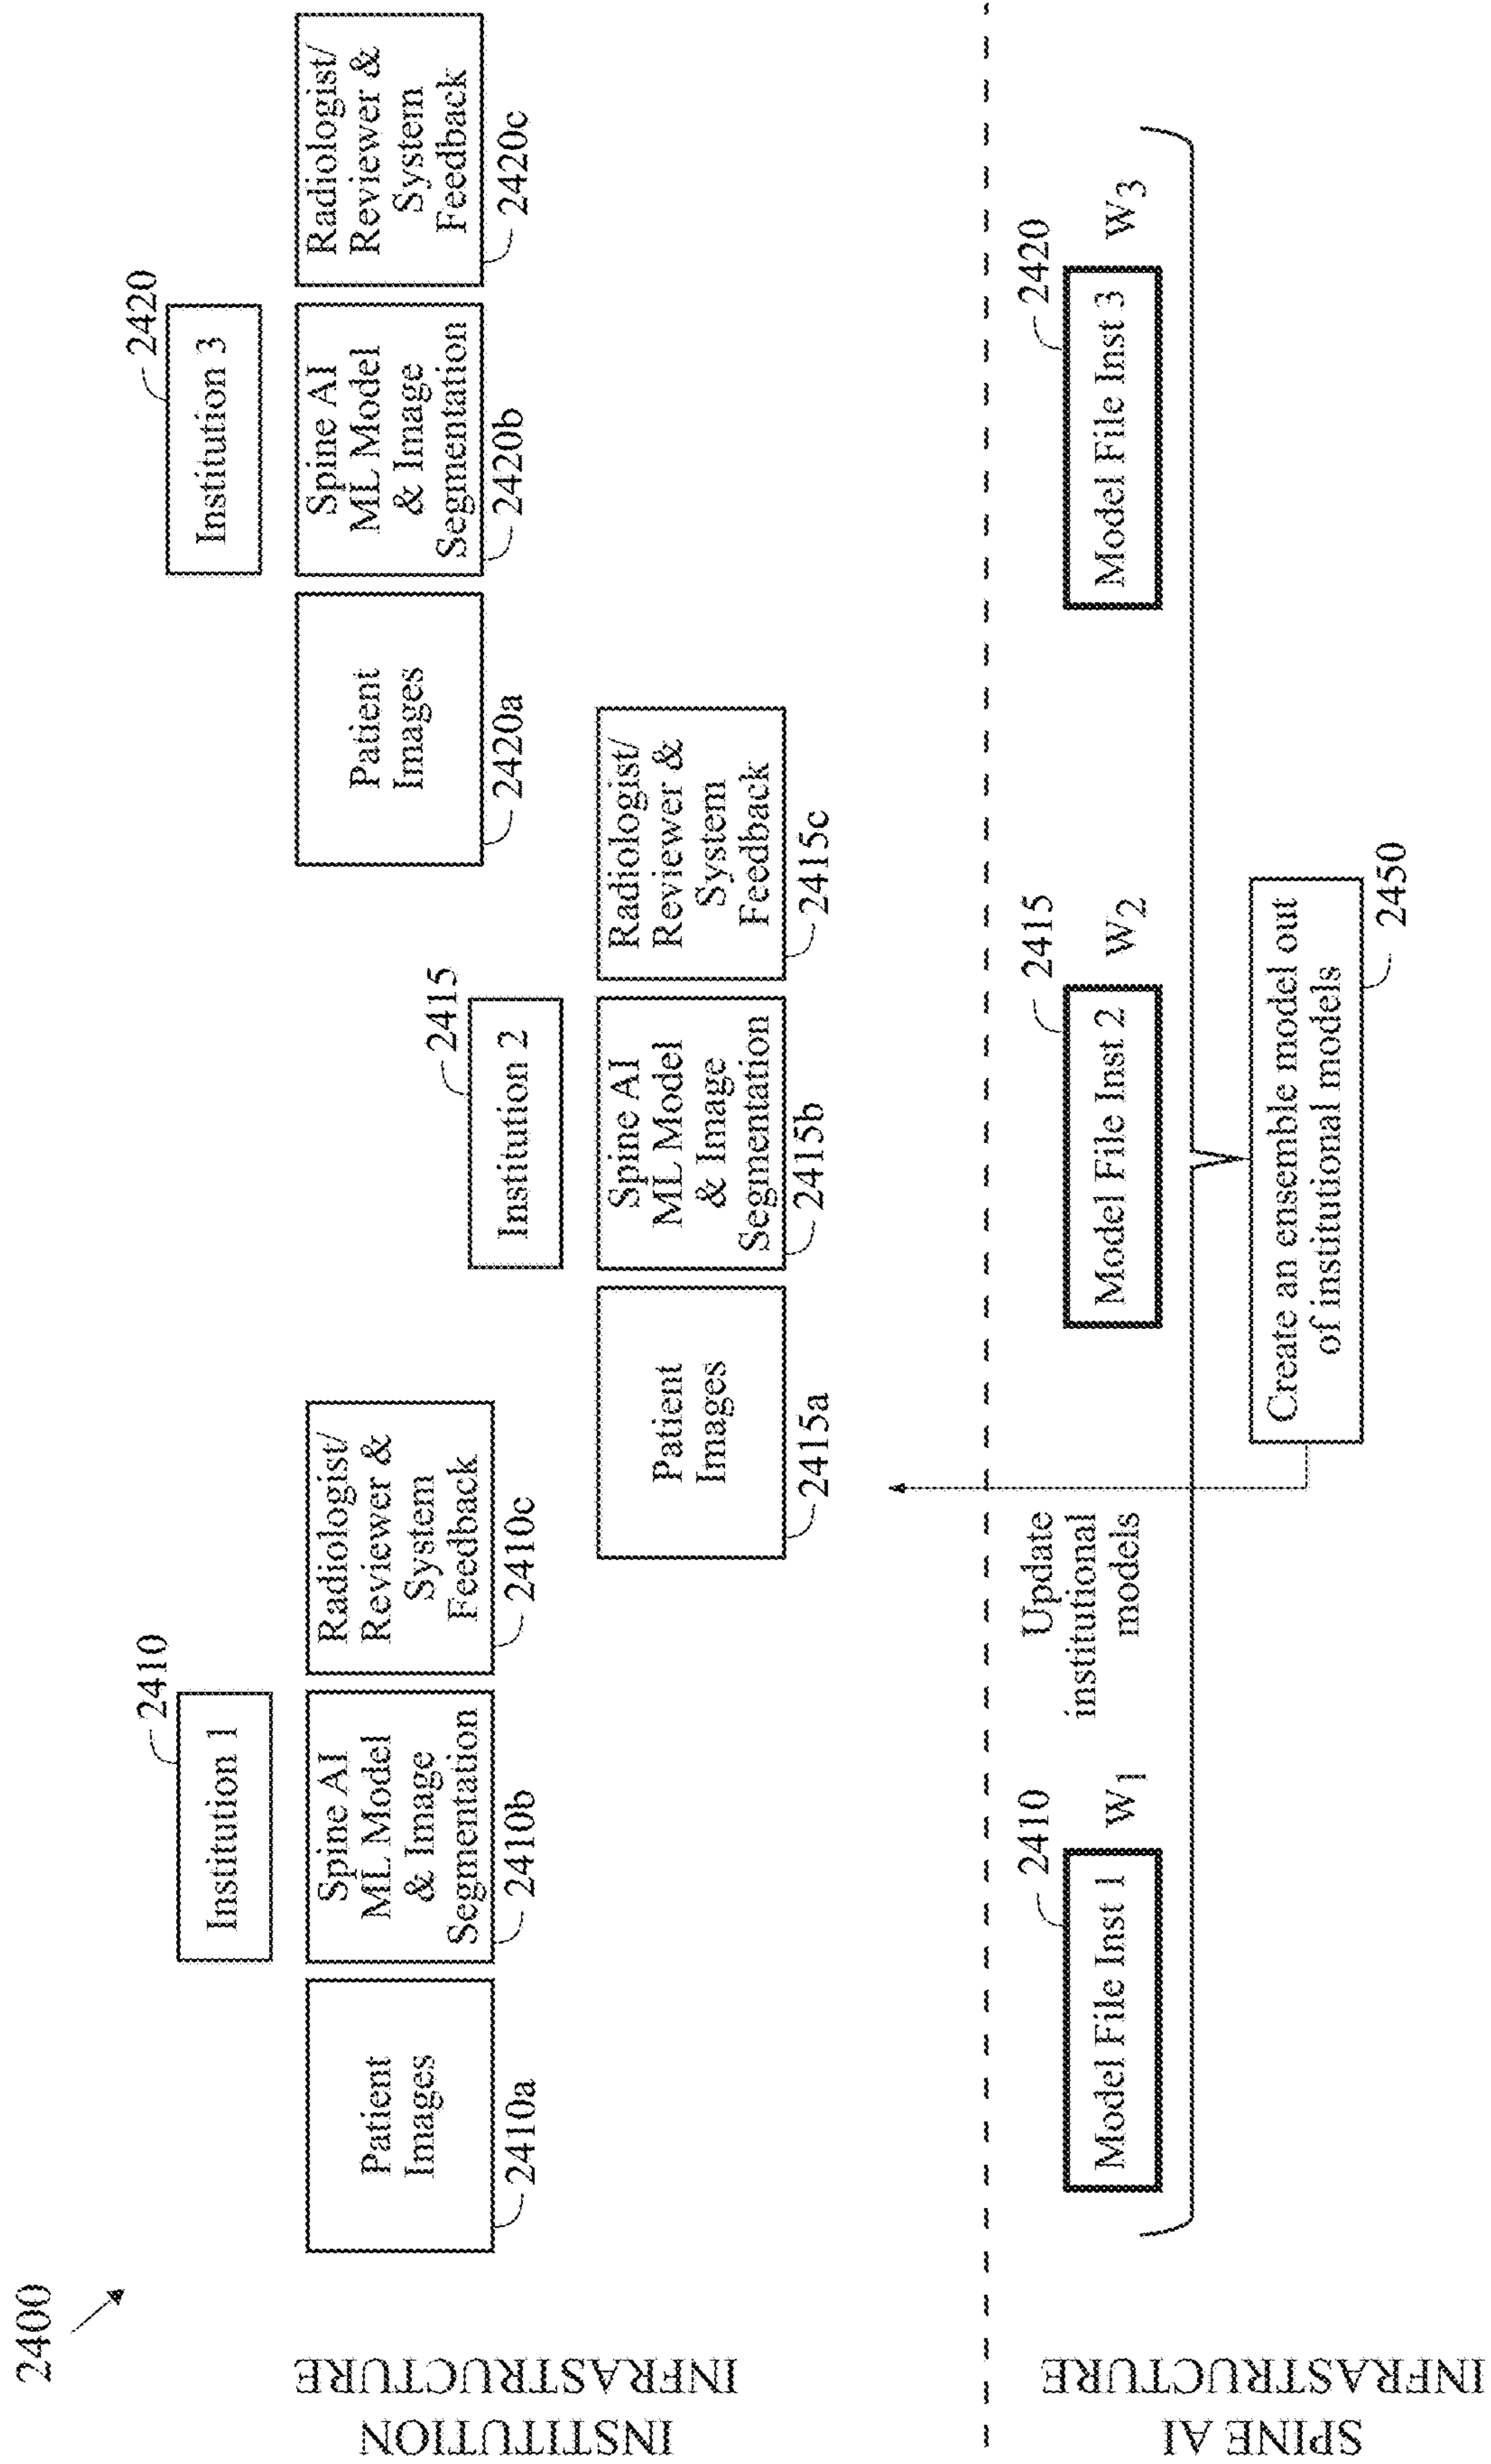 2400
INSTITUTION
INFRASTRUCTURE
2410
Institution 1
Patient
Images
2410a
Spine AI
ML Model
& Image
Segmentation
2410b
Radiologist/
Reviewer &
System
Feedback
2410c
2415
Institution 2
Patient
Images
2415a
Spine AI
ML Model
& Image
Segmentation
2415b
Radiologist/
Reviewer &
System
Feedback
2415c
2420
Institution 3
Patient
Images
2420a
Spine AI
ML Model
& Image
Segmentation
2420b
Radiologist/
Reviewer &
System
Feedback
2420c
SPINE AI
INFRASTRUCTURE
2410
Model File Inst 1
W1
Update
institutional
models
2415
Model File Inst 2
W2
2420
Model File Inst 3
W3
Create an ensemble model out
of institutional models
2450